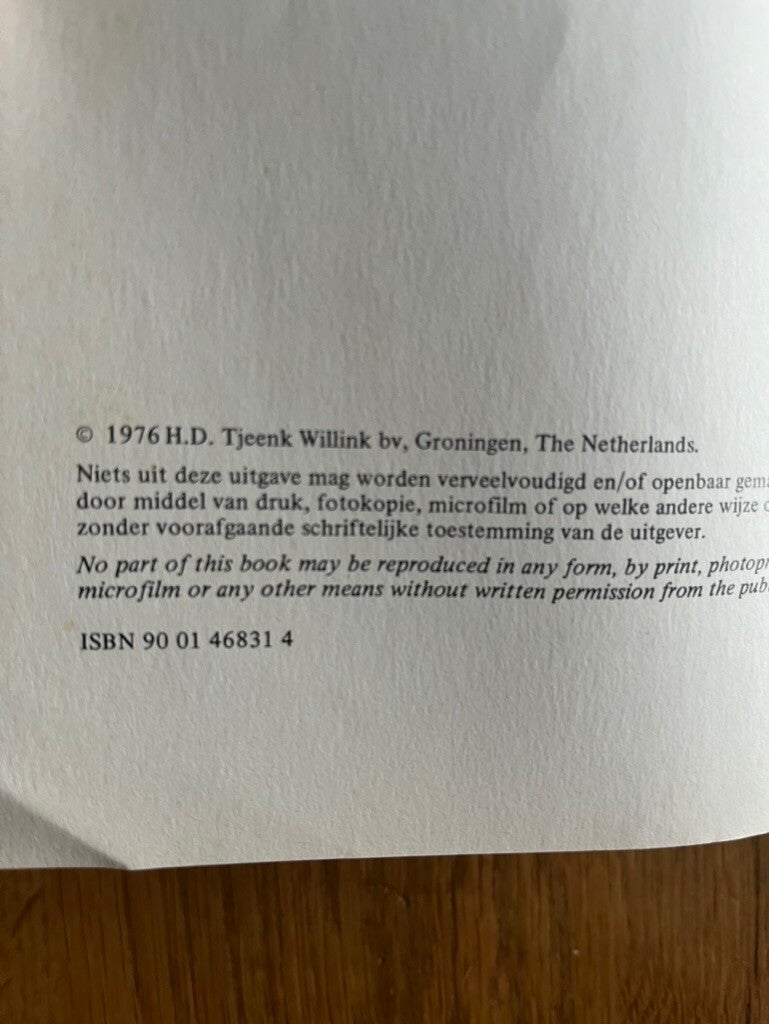 © 1976 H.D. Tjeenk Willink bv, Groningen, The Netherlands.
Niets uit deze uitgave mag worden verveelvoudigd en/of openbaar
door middel van druk, fotokopie, microfilm of op welke andere wijze
zonder voorafgaande schriftelijke toestemming van de uitgever.
No part of this book may be reproduced in any form, by print,
microfilm or any other means without written permission from the
ISBN 90 01 46831 4